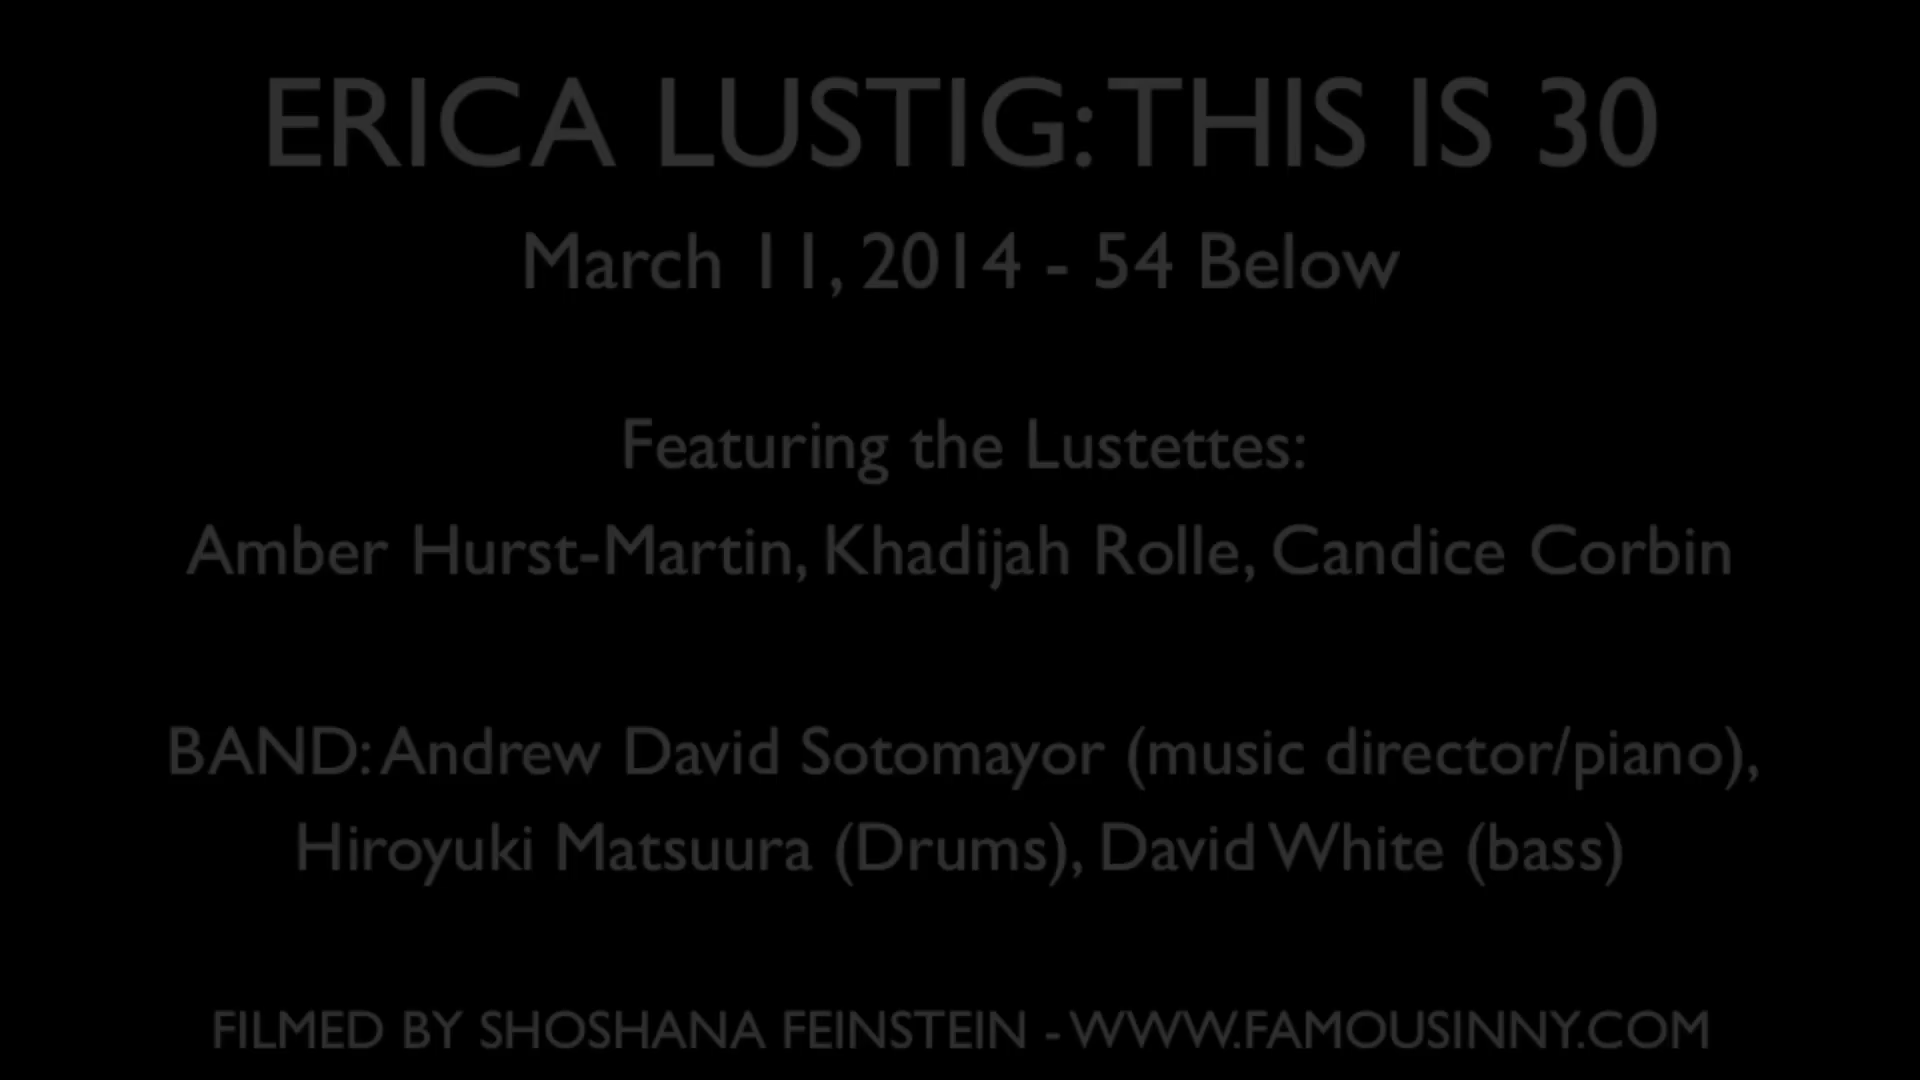 ERICA LUSTIG: THIS IS 30
March 11, 2014 - 54 Below
Featuring the Lustettes:
Amber Hurst-Martin, Khadijah Rolle, Candice Corbin
BAND: Andrew David Sotomayor (music director/piano),
Hiroyuki Matsuura (Drums), David White (bass)
FILMED BY SHOSHANA FEINSTEIN - WWW.FAMOUSINNY.COM